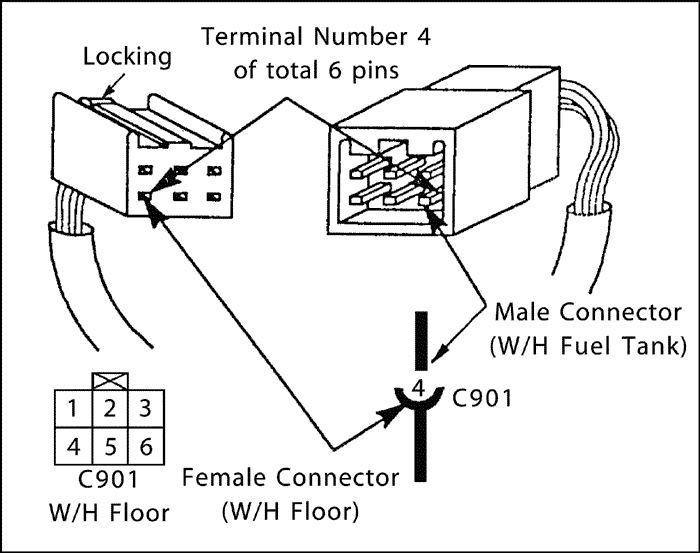 Terminal Number 4
of total 6 pins
Locking
Male Connector
(W/H Fuel Tank)
4
C901
1 2 3
4 5 6
C901
W/H Floor
Female Connector
(W/H Floor)